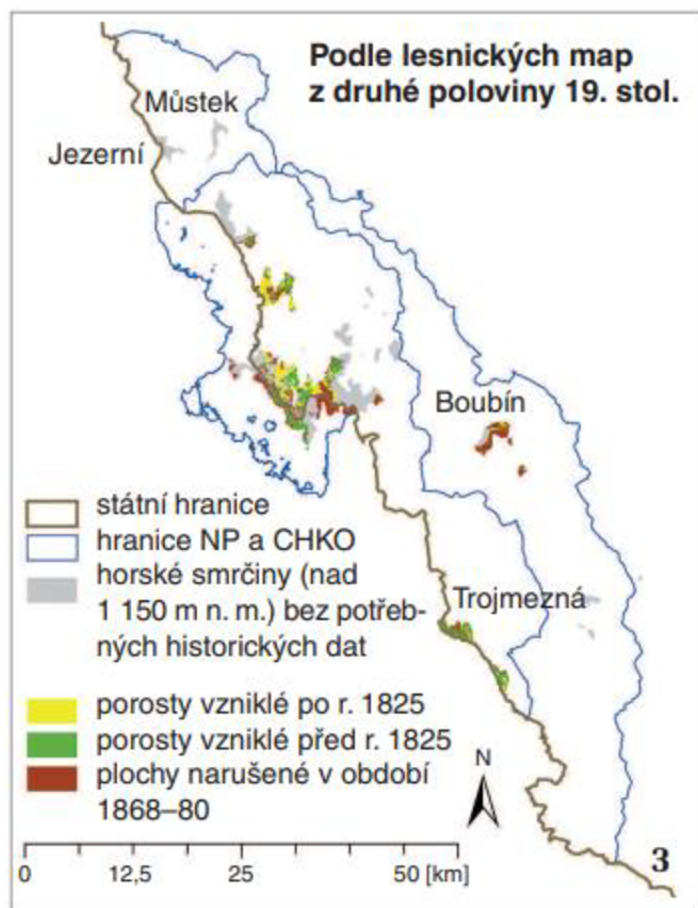 Podle lesnických map
z druhé poloviny 19. stol.
Můstek
Jezerní
Boubín
Trojmezná
státní hranice
hranice NP a CHKO
horské smrčiny (nad
1 150 m n. m.) bez potřeb-
ných historických dat
porosty vzniklé po r. 1825
porosty vzniklé před r. 1825
plochy narušené v období
1868–80
N
0 12,5 25 50 [km]
3